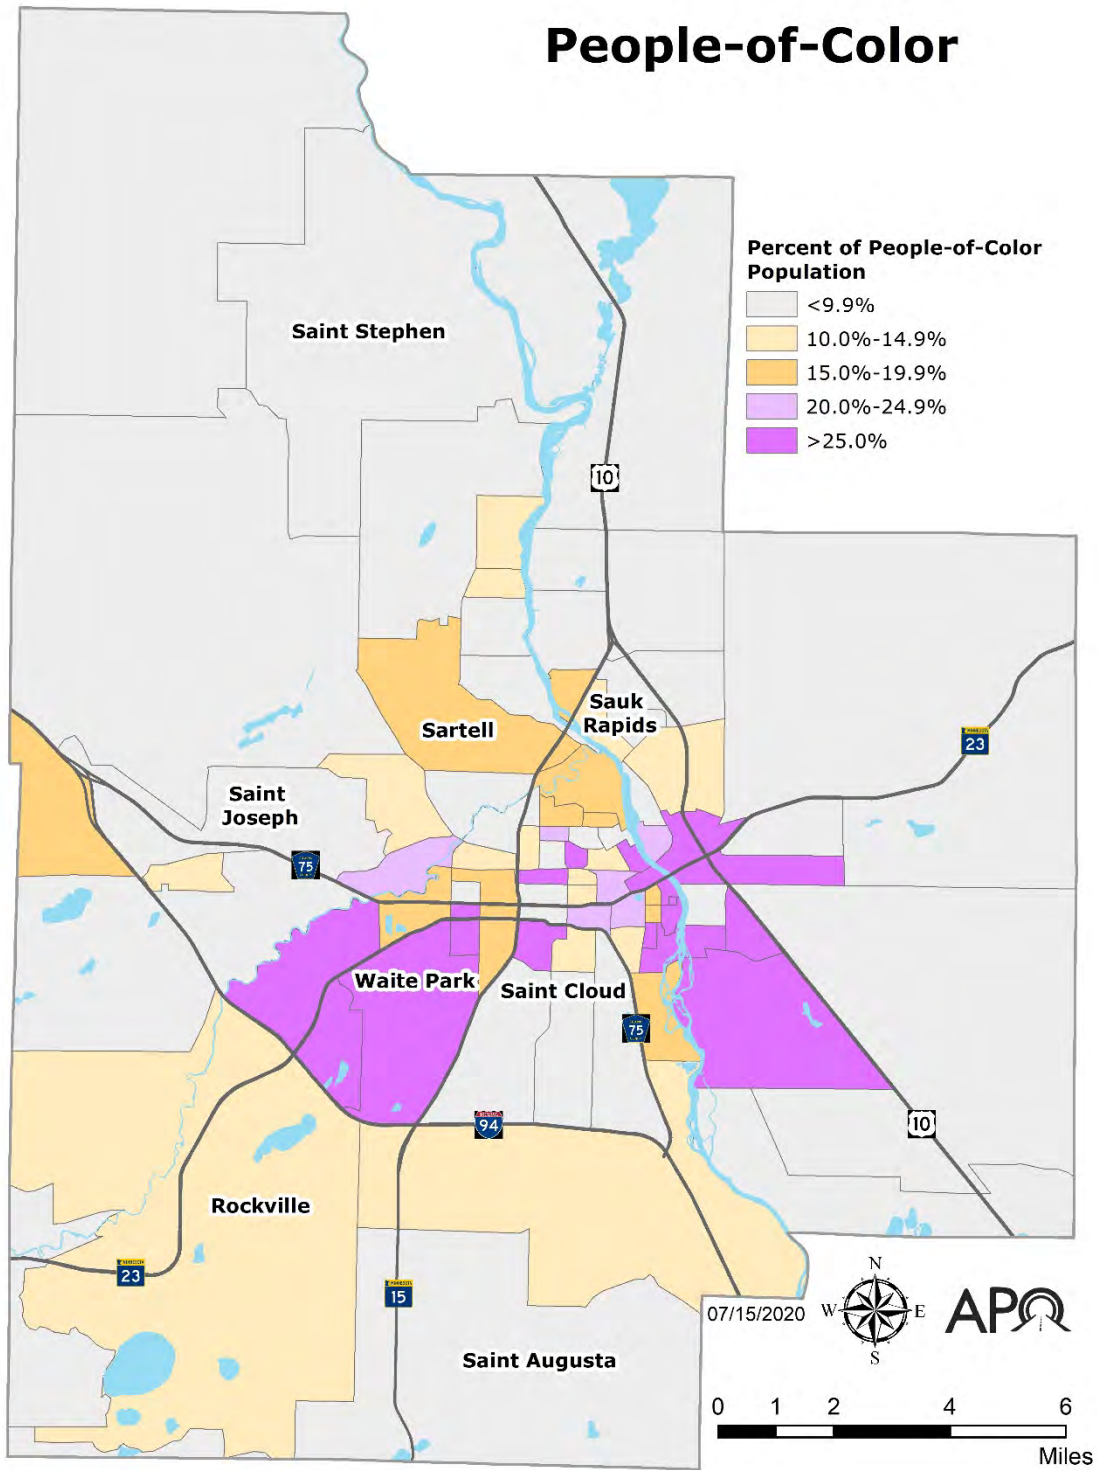 People-of-Color
Percent of People-of-Color
Population
<9.9%
10.0%-14.9%
15.0%-19.9%
20.0%-24.9%
>25.0%
Saint Stephen
10
Sauk
Rapids
Sartell
23
Saint
Joseph
75
Waite Park
Saint Cloud
75
94
10
Rockville
23
15
Saint Augusta
07/15/2020
N
W
E
S
APO
0 1 2 4 6
Miles